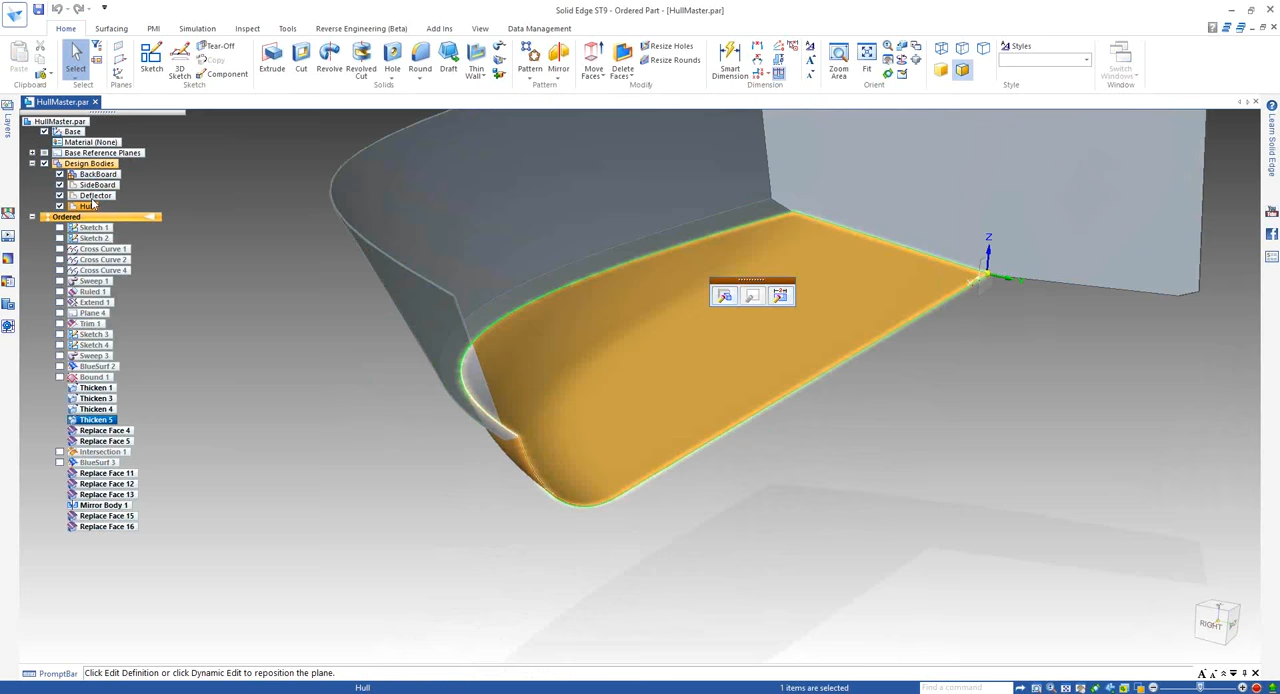 Solid Edge ST9 - Ordered Part - [HullMaster.par]
Home Surfacing PMI Simulation Inspect Tools Reverse Engineering (Beta) Add Ins View Data Management
Paste
Copy
Select
Sketch
3D Sketch
Tear-Off
Copy
Component
Extrude
Cut
Revolve
Revolved Cut
Hole
Round
Draft
Thin Wall
Pattern
Mirror
Move Faces
Delete Faces
Resize Holes
Resize Rounds
Smart Dimension
Zoom Area
Fit
Styles
Switch Windows
Clipboard Select Planes Sketch Solids Pattern Modify Dimension Orient Style Window
HullMaster.par
Layers
Learn Solid Edge
HullMaster.par
Base
Material (None)
Base Reference Planes
Design Bodies
BackBoard
SideBoard
Deflector
Hull
Ordered
Sketch 1
Sketch 2
Cross Curve 1
Cross Curve 2
Cross Curve 4
Sweep 1
Ruled 1
Extend 1
Plane 4
Trim 1
Sketch 3
Sketch 4
Sweep 3
BlueSurf 2
Bound 1
Thicken 1
Thicken 3
Thicken 4
Thicken 5
Replace Face 4
Replace Face 5
Intersection 1
BlueSurf 3
Replace Face 11
Replace Face 12
Replace Face 13
Mirror Body 1
Replace Face 15
Replace Face 16
Z
RIGHT
PromptBar
Click Edit Definition or click Dynamic Edit to reposition the plane.
Hull
1 items are selected
Find a command